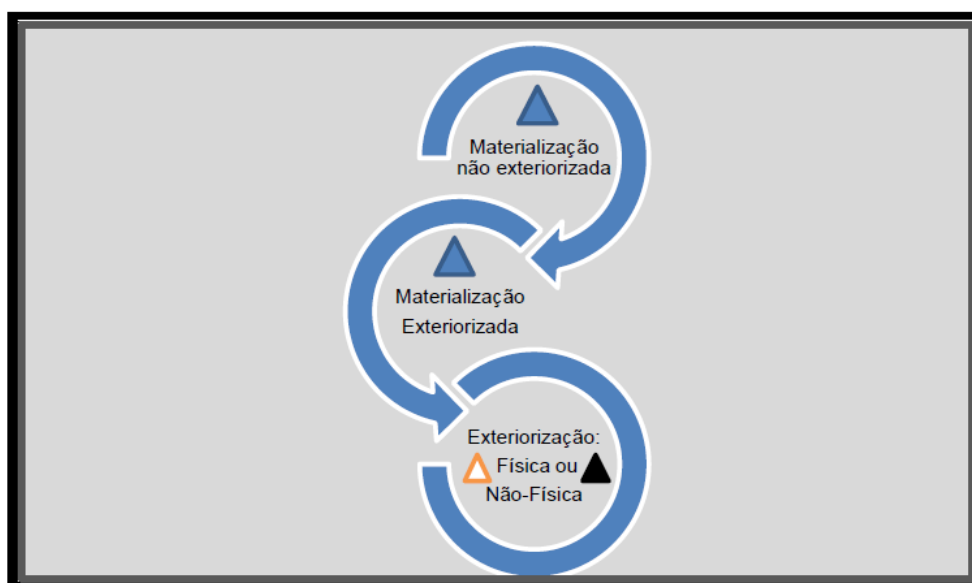 Materialização
não exteriorizada
Materialização
Exteriorizada
Exteriorização:
Física ou
Não-Física